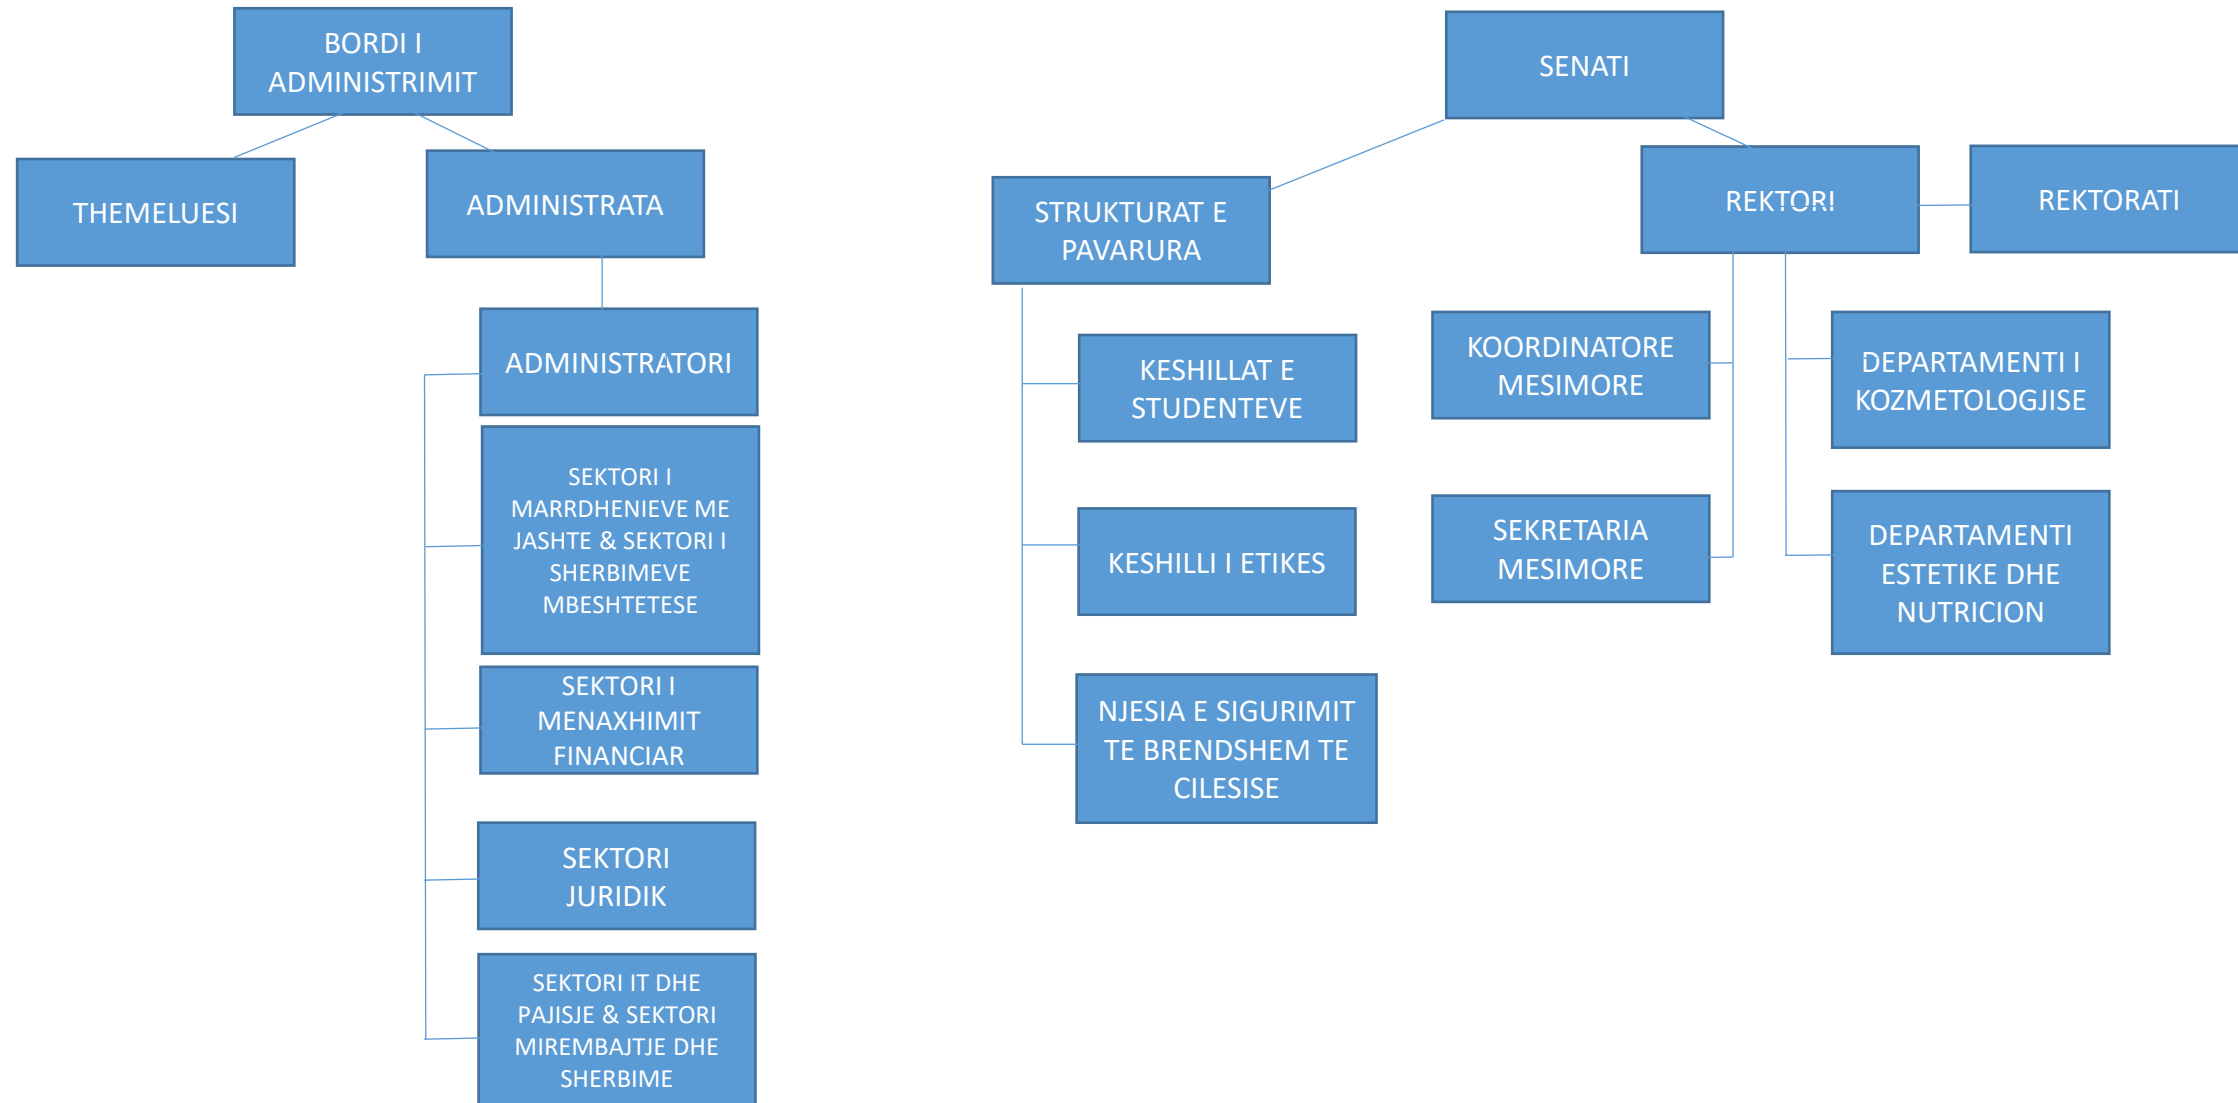 BORDI I
ADMINISTRIMIT
THEMELUESI
ADMINISTRATA
ADMINISTRATORI
SEKTORI I
MARRDHENIEVE ME
JASHTE & SEKTORI I
SHERBIMEVE
MBESHTETESE
SEKTORI I
MENAXHIMIT
FINANCIAR
SEKTORI
JURIDIK
SEKTORI IT DHE
PAJISJE & SEKTORI
MIREMBAJTJE DHE
SHERBIME
SENATI
STRUKTURAT E
PAVARURA
REKTORI
REKTORATI
KESHILLAT E
STUDENTEVE
KESHILLI I ETIKES
NJESIA E SIGURIMIT
TE BRENDSHEM TE
CILESISE
KOORDINATORE
MESIMORE
SEKRETARIA
MESIMORE
DEPARTAMENTI I
KOZMETOLOGJISE
DEPARTAMENTI
ESTETIKE DHE
NUTRICION